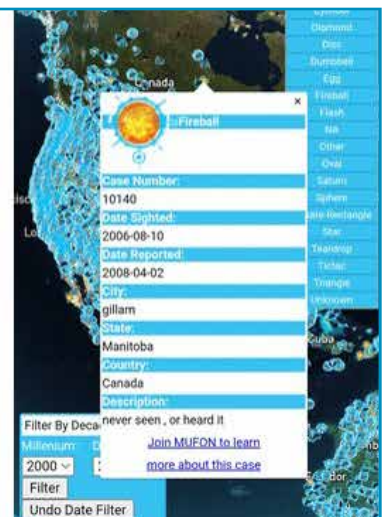 Diamond
Disc
Dumbbell
Egg
Fireball
Flash
NA
Other
Oval
Saturn
Sphere
Star
Teardrop
Tictac
Triangle
Unknown
Canada
×
Fireball
Case Number:
10140
Date Sighted:
2006-08-10
Date Reported:
2008-04-02
City:
gillam
State:
Manitoba
Country:
Canada
Description:
never seen , or heard it
Join MUFON to learn
more about this case
Cuba
Filter By Deca
Millenium:
2000
Filter
Undo Date Filter